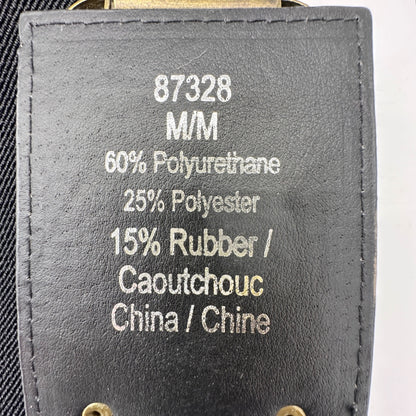 87328
M/M
60% Polyurethane
25% Polyester
15% Rubber /
Caoutchouc
China / Chine